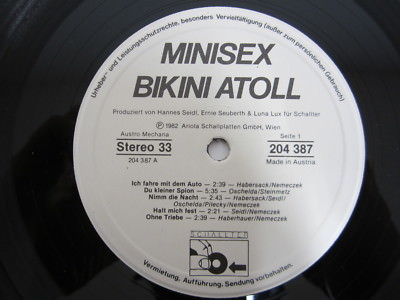 Urheber- und Leistungsschutzrechte, besonders Vervielfältigung (außer zum persönlichen Gebrauch)
MINISEX
BIKINI ATOLL
Produziert von Hannes Seidl, Ernie Seuberth & Luna Lux für Schallter
℗ 1982 Ariola Schallplatten GmbH, Wien
Austro Mechana
Seite 1
Stereo 33
204 387
204 387 A
Made in Austria
Ich fahre mit dem Auto — 2:39 — Habersack/Nemeczek
Du kleiner Spion — 5:35 — Oschelda/Steinmetz
Nimm die Nacht — 2:43 — Habersack/Seidl/
Oschelda/Pilecky/Nemeczek
Halt mich fest — 2:21 — Seidl/Nemeczek
Ohne Triebe — 2:39 — Haberhauer/Nemeczek
SCHALLTER
Vermietung, Aufführung, Sendung vorbehalten.